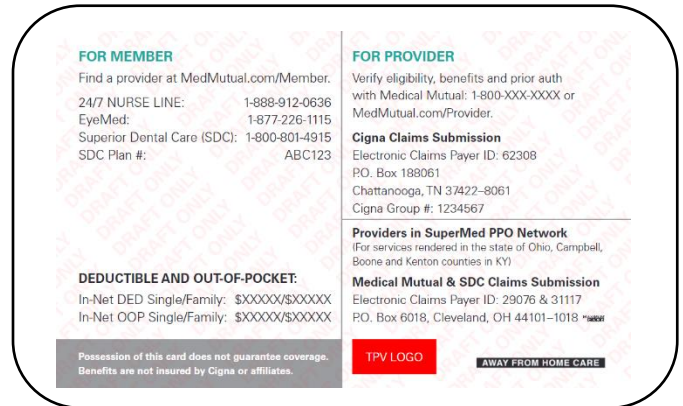 FOR MEMBER
Find a provider at MedMutual.com/Member.
24/7 NURSE LINE: 1-888-912-0636
EyeMed: 1-877-226-1115
Superior Dental Care (SDC): 1-800-801-4915
SDC Plan #: ABC123
DEDUCTIBLE AND OUT-OF-POCKET:
In-Net DED Single/Family: $XXXXX/$XXXXX
In-Net OOP Single/Family: $XXXXX/$XXXXX
Possession of this card does not guarantee coverage.
Benefits are not insured by Cigna or affiliates.
FOR PROVIDER
Verify eligibility, benefits and prior auth
with Medical Mutual: 1-800-XXX-XXXX or
MedMutual.com/Provider.
Cigna Claims Submission
Electronic Claims Payer ID: 62308
P.O. Box 188061
Chattanooga, TN 37422–8061
Cigna Group #: 1234567
Providers in SuperMed PPO Network
(For services rendered in the state of Ohio, Campbell,
Boone and Kenton counties in KY)
Medical Mutual & SDC Claims Submission
Electronic Claims Payer ID: 29076 & 31117
P.O. Box 6018, Cleveland, OH 44101–1018
TPV LOGO
AWAY FROM HOME CARE
DRAFT ONLY